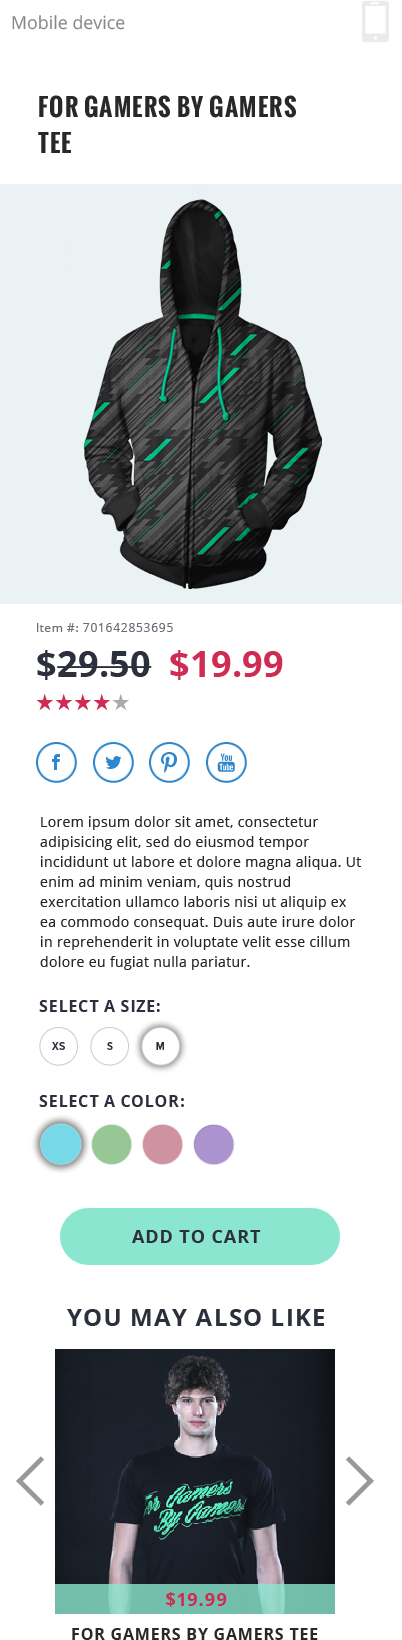 Mobile device
FOR GAMERS BY GAMERS
TEE
Item #: 701642853695
$29.50 $19.99
You
Tube
Lorem ipsum dolor sit amet, consectetur
adipisicing elit, sed do eiusmod tempor
incididunt ut labore et dolore magna aliqua. Ut
enim ad minim veniam, quis nostrud
exercitation ullamco laboris nisi ut aliquip ex
ea commodo consequat. Duis aute irure dolor
in reprehenderit in voluptate velit esse cillum
dolore eu fugiat nulla pariatur.
SELECT A SIZE:
XS S M
SELECT A COLOR:
ADD TO CART
YOU MAY ALSO LIKE
For Gamers
By Gamers
$19.99
FOR GAMERS BY GAMERS TEE